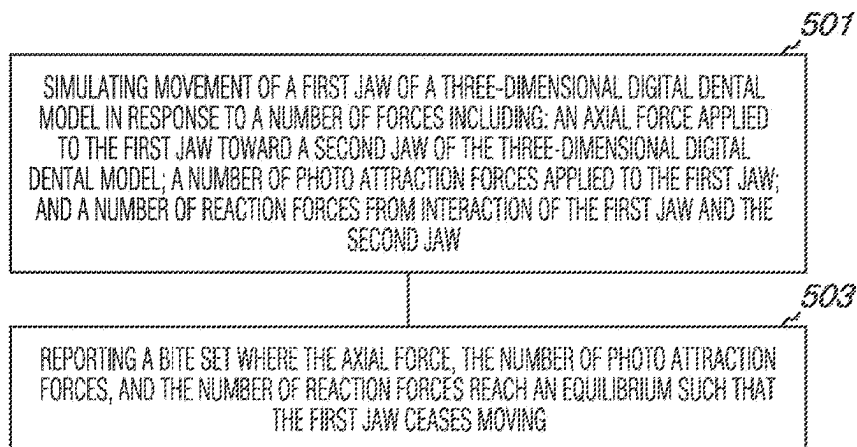 501
SIMULATING MOVEMENT OF A FIRST JAW OF A THREE-DIMENSIONAL DIGITAL DENTAL
MODEL IN RESPONSE TO A NUMBER OF FORCES INCLUDING: AN AXIAL FORCE APPLIED
TO THE FIRST JAW TOWARD A SECOND JAW OF THE THREE-DIMENSIONAL DIGITAL
DENTAL MODEL; A NUMBER OF PHOTO ATTRACTION FORCES APPLIED TO THE FIRST JAW;
AND A NUMBER OF REACTION FORCES FROM INTERACTION OF THE FIRST JAW AND THE
SECOND JAW
503
REPORTING A BITE SET WHERE THE AXIAL FORCE, THE NUMBER OF PHOTO ATTRACTION
FORCES, AND THE NUMBER OF REACTION FORCES REACH AN EQUILIBRIUM SUCH THAT
THE FIRST JAW CEASES MOVING